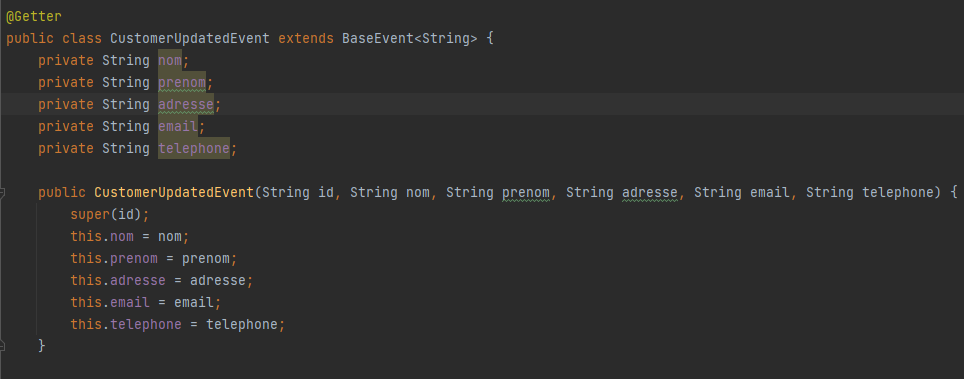 @Getter
public class CustomerUpdatedEvent extends BaseEvent<String> {
    private String nom;
    private String prenom;
    private String adresse;
    private String email;
    private String telephone;

    public CustomerUpdatedEvent(String id, String nom, String prenom, String adresse, String email, String telephone) {
        super(id);
        this.nom = nom;
        this.prenom = prenom;
        this.adresse = adresse;
        this.email = email;
        this.telephone = telephone;
    }